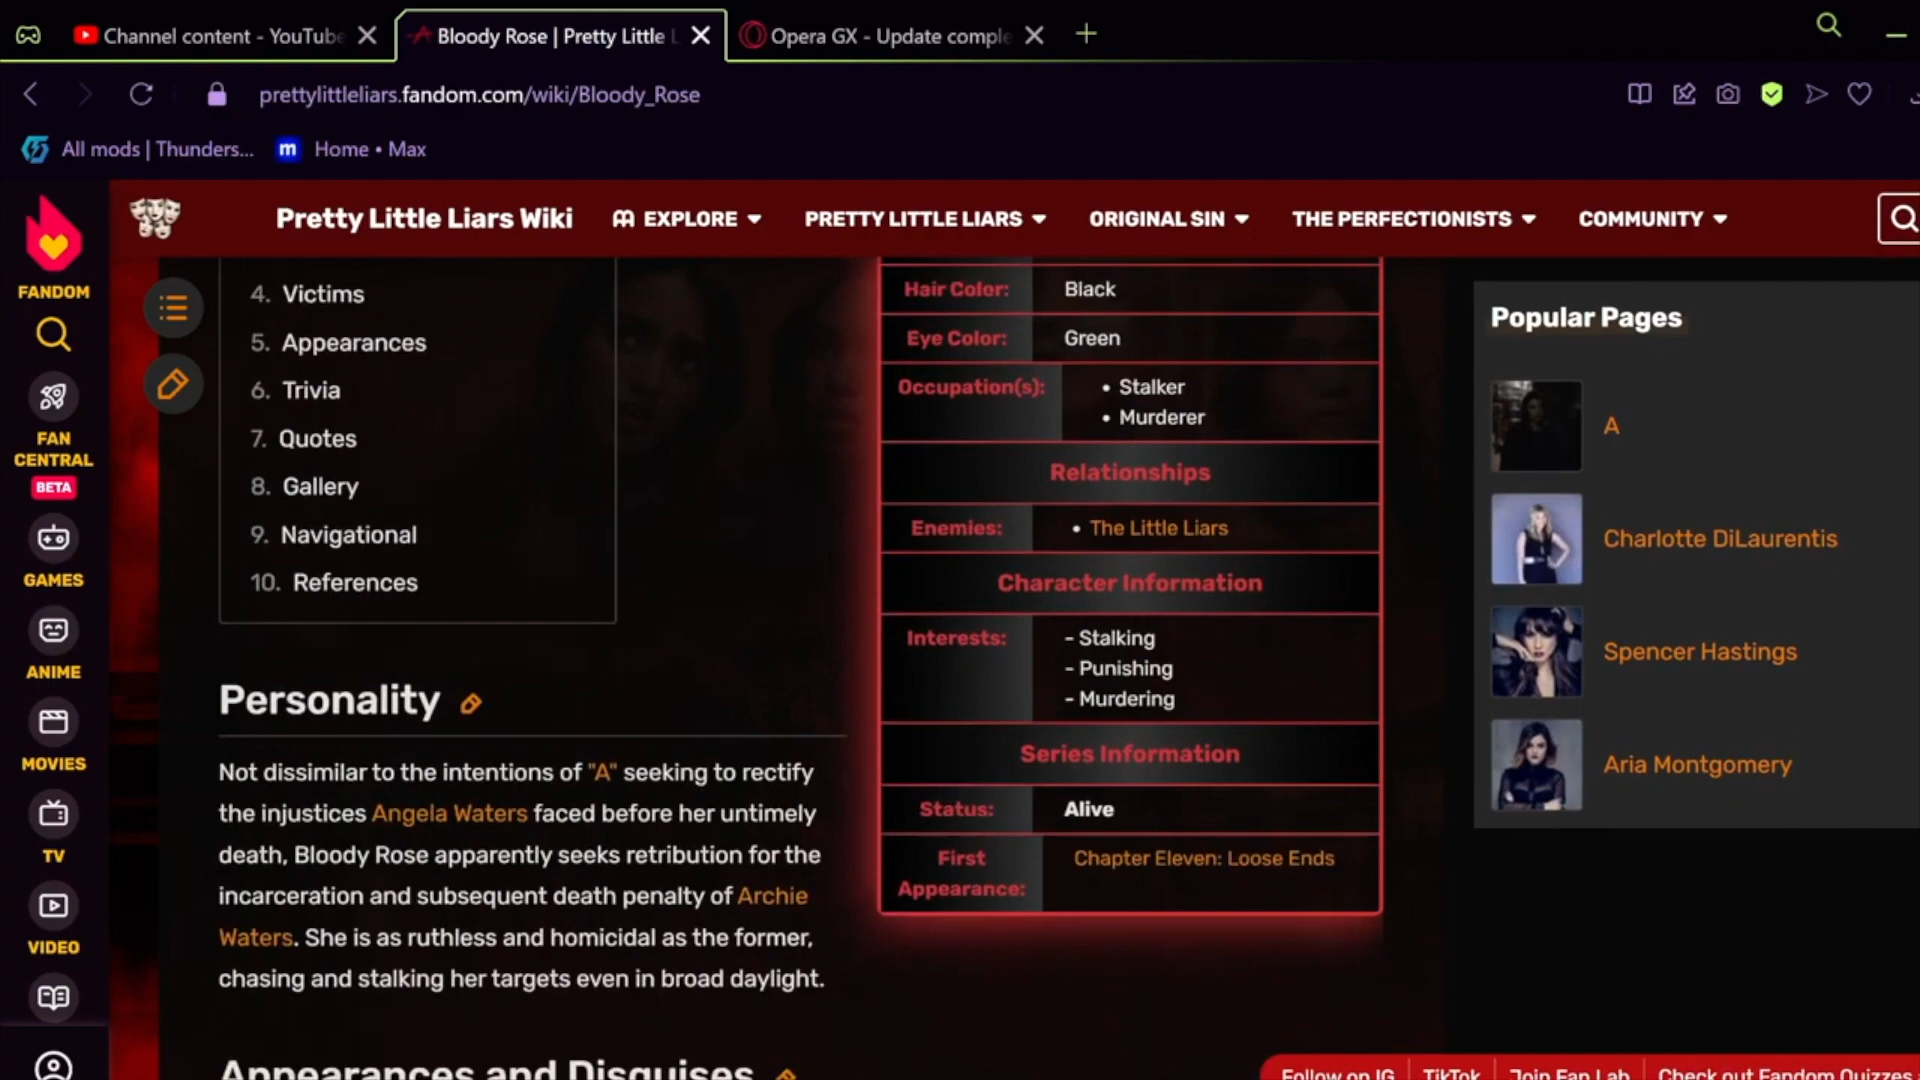 Channel content - YouTube
Bloody Rose | Pretty Little L
Opera GX - Update comple
prettylittleliars.fandom.com/wiki/Bloody_Rose
All mods | Thunders...
m Home • Max
Pretty Little Liars Wiki
EXPLORE
PRETTY LITTLE LIARS
ORIGINAL SIN
THE PERFECTIONISTS
COMMUNITY
FANDOM
FAN
CENTRAL
BETA
GAMES
ANIME
MOVIES
TV
VIDEO
4. Victims
5. Appearances
6. Trivia
7. Quotes
8. Gallery
9. Navigational
10. References
Personality
Not dissimilar to the intentions of "A" seeking to rectify
the injustices Angela Waters faced before her untimely
death, Bloody Rose apparently seeks retribution for the
incarceration and subsequent death penalty of Archie
Waters. She is as ruthless and homicidal as the former,
chasing and stalking her targets even in broad daylight.
Appearances and Disguises
Hair Color: Black
Eye Color: Green
Occupation(s): • Stalker
• Murderer
Relationships
Enemies: • The Little Liars
Character Information
Interests: - Stalking
- Punishing
- Murdering
Series Information
Status: Alive
First Chapter Eleven: Loose Ends
Appearance:
Popular Pages
A
Charlotte DiLaurentis
Spencer Hastings
Aria Montgomery
Follow on IG
TikTok
Join Fan Lab
Check out Fandom Quizzes